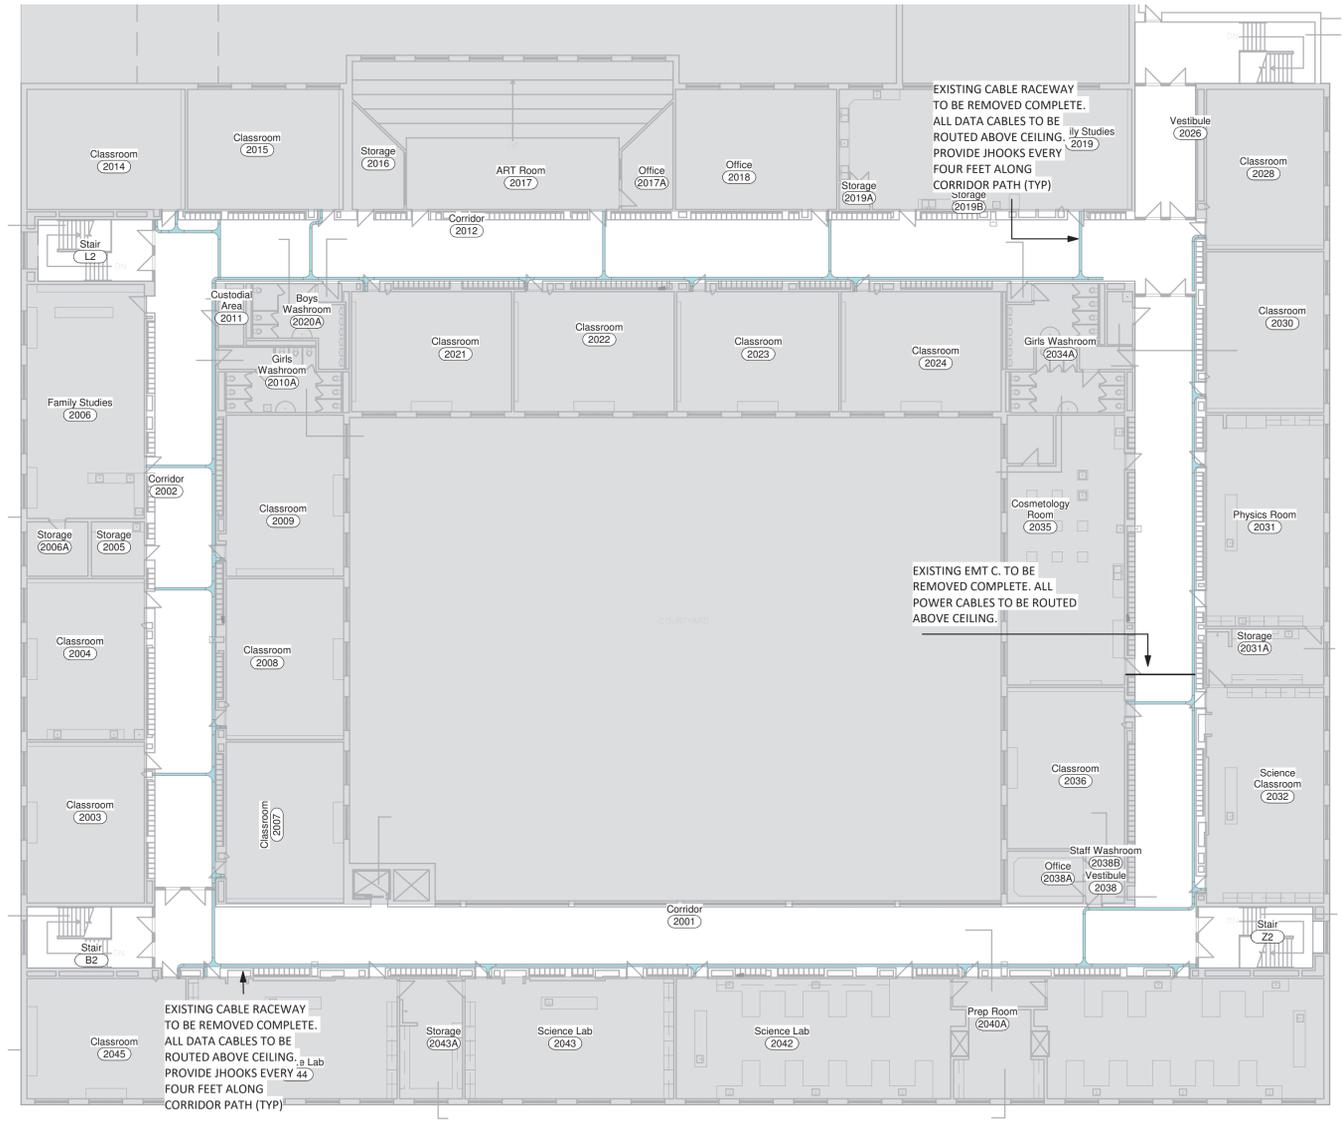 EXISTING CABLE RACEWAY
TO BE REMOVED COMPLETE.
ALL DATA CABLES TO BE
ROUTED ABOVE CEILING.
PROVIDE JHOOKS EVERY
FOUR FEET ALONG
CORRIDOR PATH (TYP)
Classroom
2014
Classroom
2015
Storage
2016
ART Room
2017
Office
2017A
Office
2018
Storage
2019A
Storage
2019B
ily Studies
2019
Vestibule
2026
Classroom
2028
DN
Stair
L2
DN
Corridor
2012
Custodial
Area
2011
Boys
Washroom
2020A
Girls
Washroom
2010A
Classroom
2021
Classroom
2022
Classroom
2023
Classroom
2024
Girls Washroom
2034A
Classroom
2030
Family Studies
2006
Corridor
2002
Storage
2006A
Storage
2005
Classroom
2009
Cosmetology
Room
2035
Physics Room
2031
EXISTING EMT C. TO BE
REMOVED COMPLETE. ALL
POWER CABLES TO BE ROUTED
ABOVE CEILING.
COURTYARD
Storage
2031A
Classroom
2004
Classroom
2008
Classroom
2003
Classroom
2007
Classroom
2036
Science
Classroom
2032
Staff Washroom
2038B
Office
2038A
Vestibule
2038
Corridor
2001
Stair
B2
DN
Stair
Z2
DN
EXISTING CABLE RACEWAY
TO BE REMOVED COMPLETE.
ALL DATA CABLES TO BE
ROUTED ABOVE CEILING.
PROVIDE JHOOKS EVERY
FOUR FEET ALONG
CORRIDOR PATH (TYP)
Classroom
2045
e Lab
44
Storage
2043A
Science Lab
2043
Science Lab
2042
Prep Room
2040A